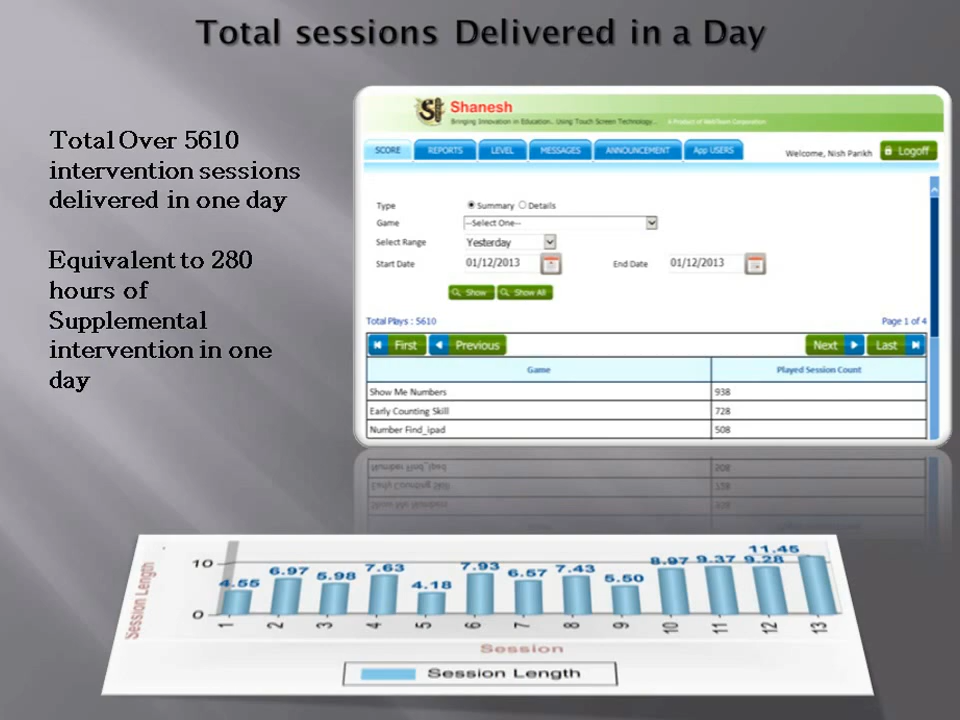 Total sessions Delivered in a Day
Total Over 5610
intervention sessions
delivered in one day
Equivalent to 280
hours of
Supplemental
intervention in one
day
Shanesh
Bringing Innovation in Education.. Using Touch Screen Technology.. A Product of WebTeam Corporation
SCORE REPORTS LEVEL MESSAGES ANNOUNCEMENT App USERS Welcome, Nish Parikh Logoff
Type Summary Details
Game --Select One--
Select Range Yesterday
Start Date 01/12/2013 End Date 01/12/2013
Show Show All
Total Plays : 5610 Page 1 of 4
First Previous Next Last
Game Played Session Count
Show Me Numbers 938
Early Counting Skill 728
Number Find_ipad 508
Session Length
10
0
4.55 6.97 5.98 7.63 4.18 7.93 6.57 7.43 5.50 8.97 9.37 9.28 11.45
1 2 3 4 5 6 7 8 9 10 11 12 13
Session
Session Length